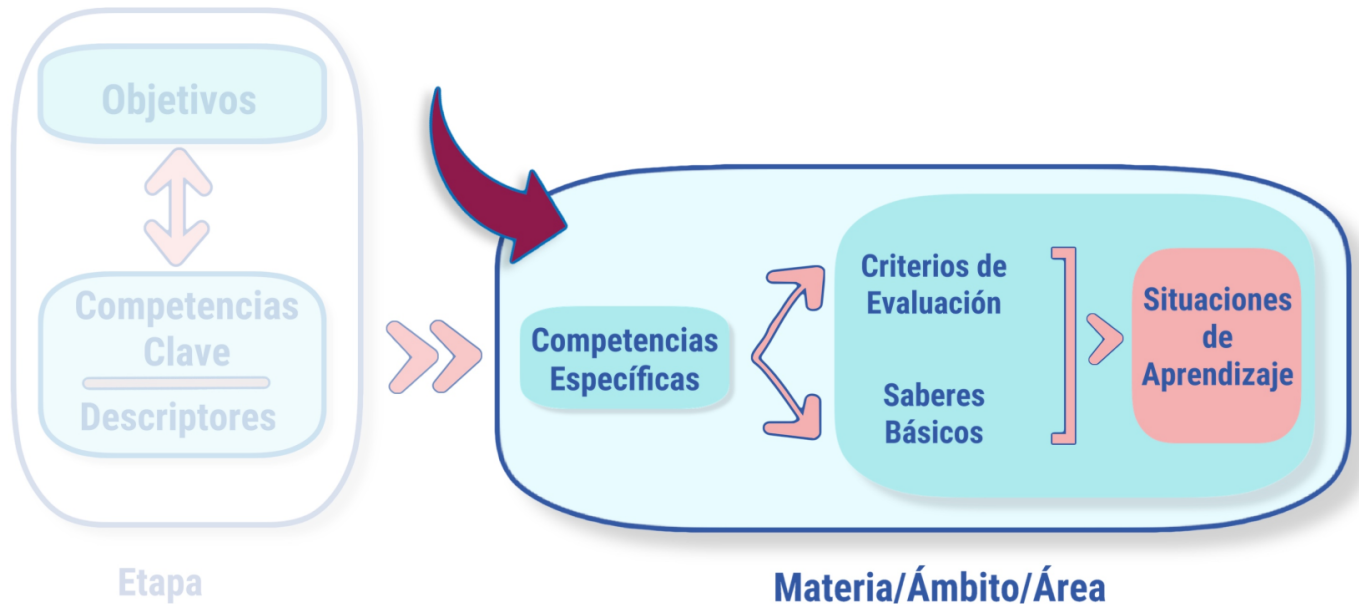 Objetivos
Competencias
Clave
Descriptores
Etapa
Competencias
Específicas
Criterios de
Evaluación
Saberes
Básicos
Situaciones
de
Aprendizaje
Materia/Ámbito/Área